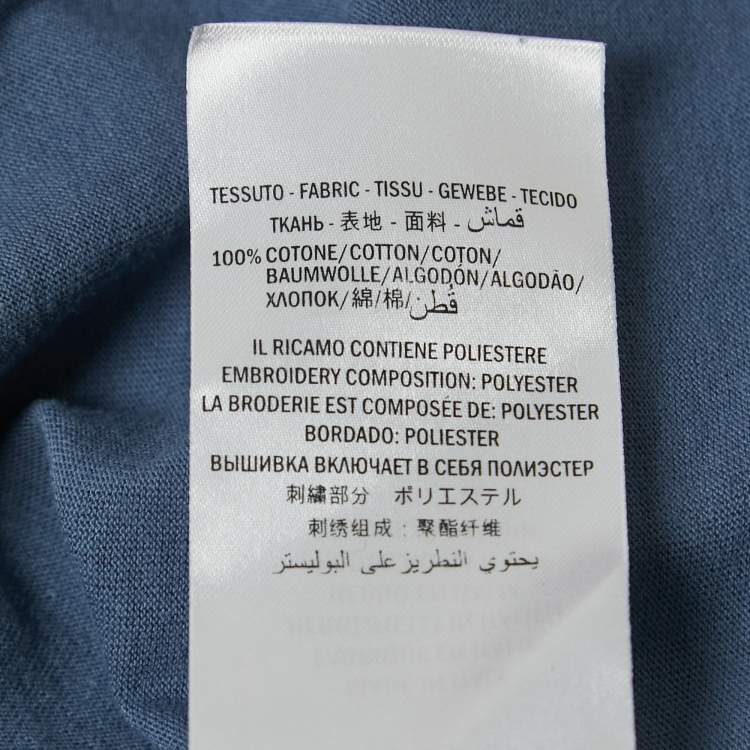 TESSUTO - FABRIC - TISSU - GEWEBE - TECIDO
ТКАНЬ - 表地 - 面料 - قماش
100% COTONE/COTTON/COTON/
BAUMWOLLE/ALGODÓN/ALGODÃO/
ХЛОПОК/綿/棉/قُطن
IL RICAMO CONTIENE POLIESTERE
EMBROIDERY COMPOSITION: POLYESTER
LA BRODERIE EST COMPOSÉE DE: POLYESTER
BORDADO: POLIESTER
ВЫШИВКА ВКЛЮЧАЕТ В СЕБЯ ПОЛИЭСТЕР
刺繍部分 ポリエステル
刺绣组成:聚酯纤维
يحتوي التطريز على البوليستر